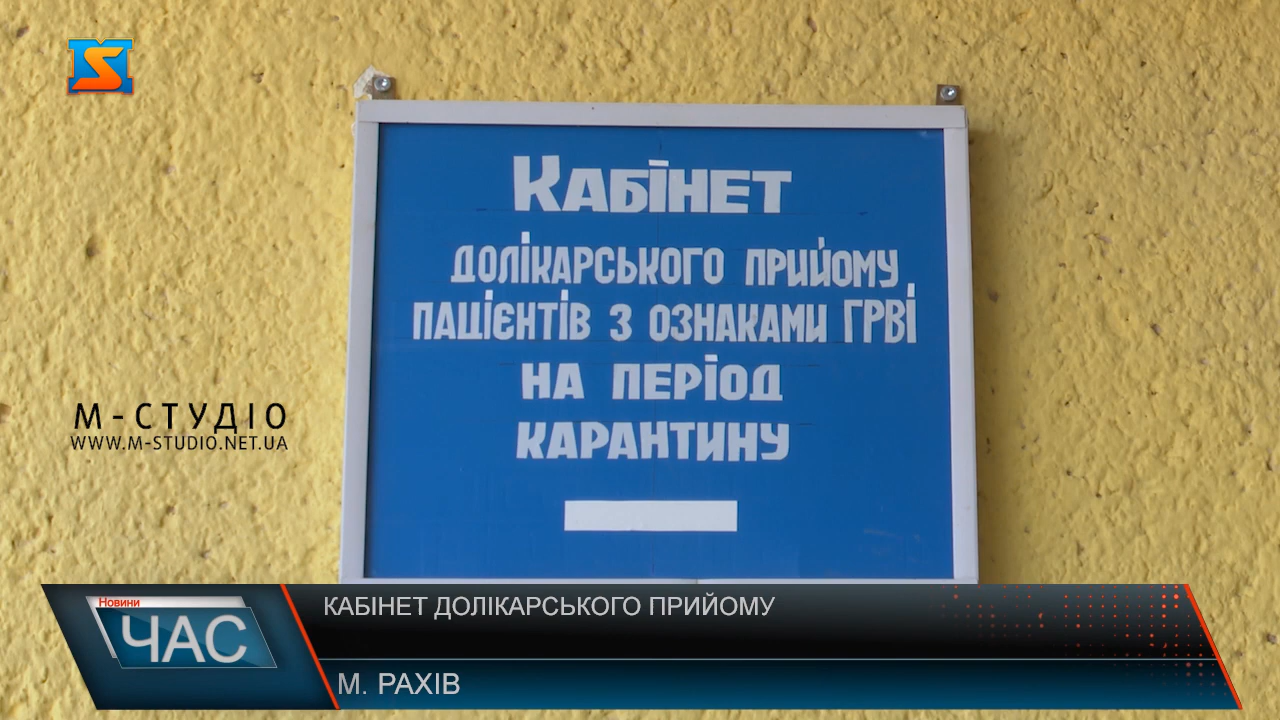 КАБІНЕТ
ДОЛІКАРСЬКОГО ПРИЙОМУ
ПАЦІЄНТІВ З ОЗНАКАМИ ГРВІ
НА ПЕРІОД
КАРАНТИНУ
М-СТУДІО
WWW.M-STUDIO.NET.UA
Новини
ЧАС
КАБІНЕТ ДОЛІКАРСЬКОГО ПРИЙОМУ
М. РАХІВ